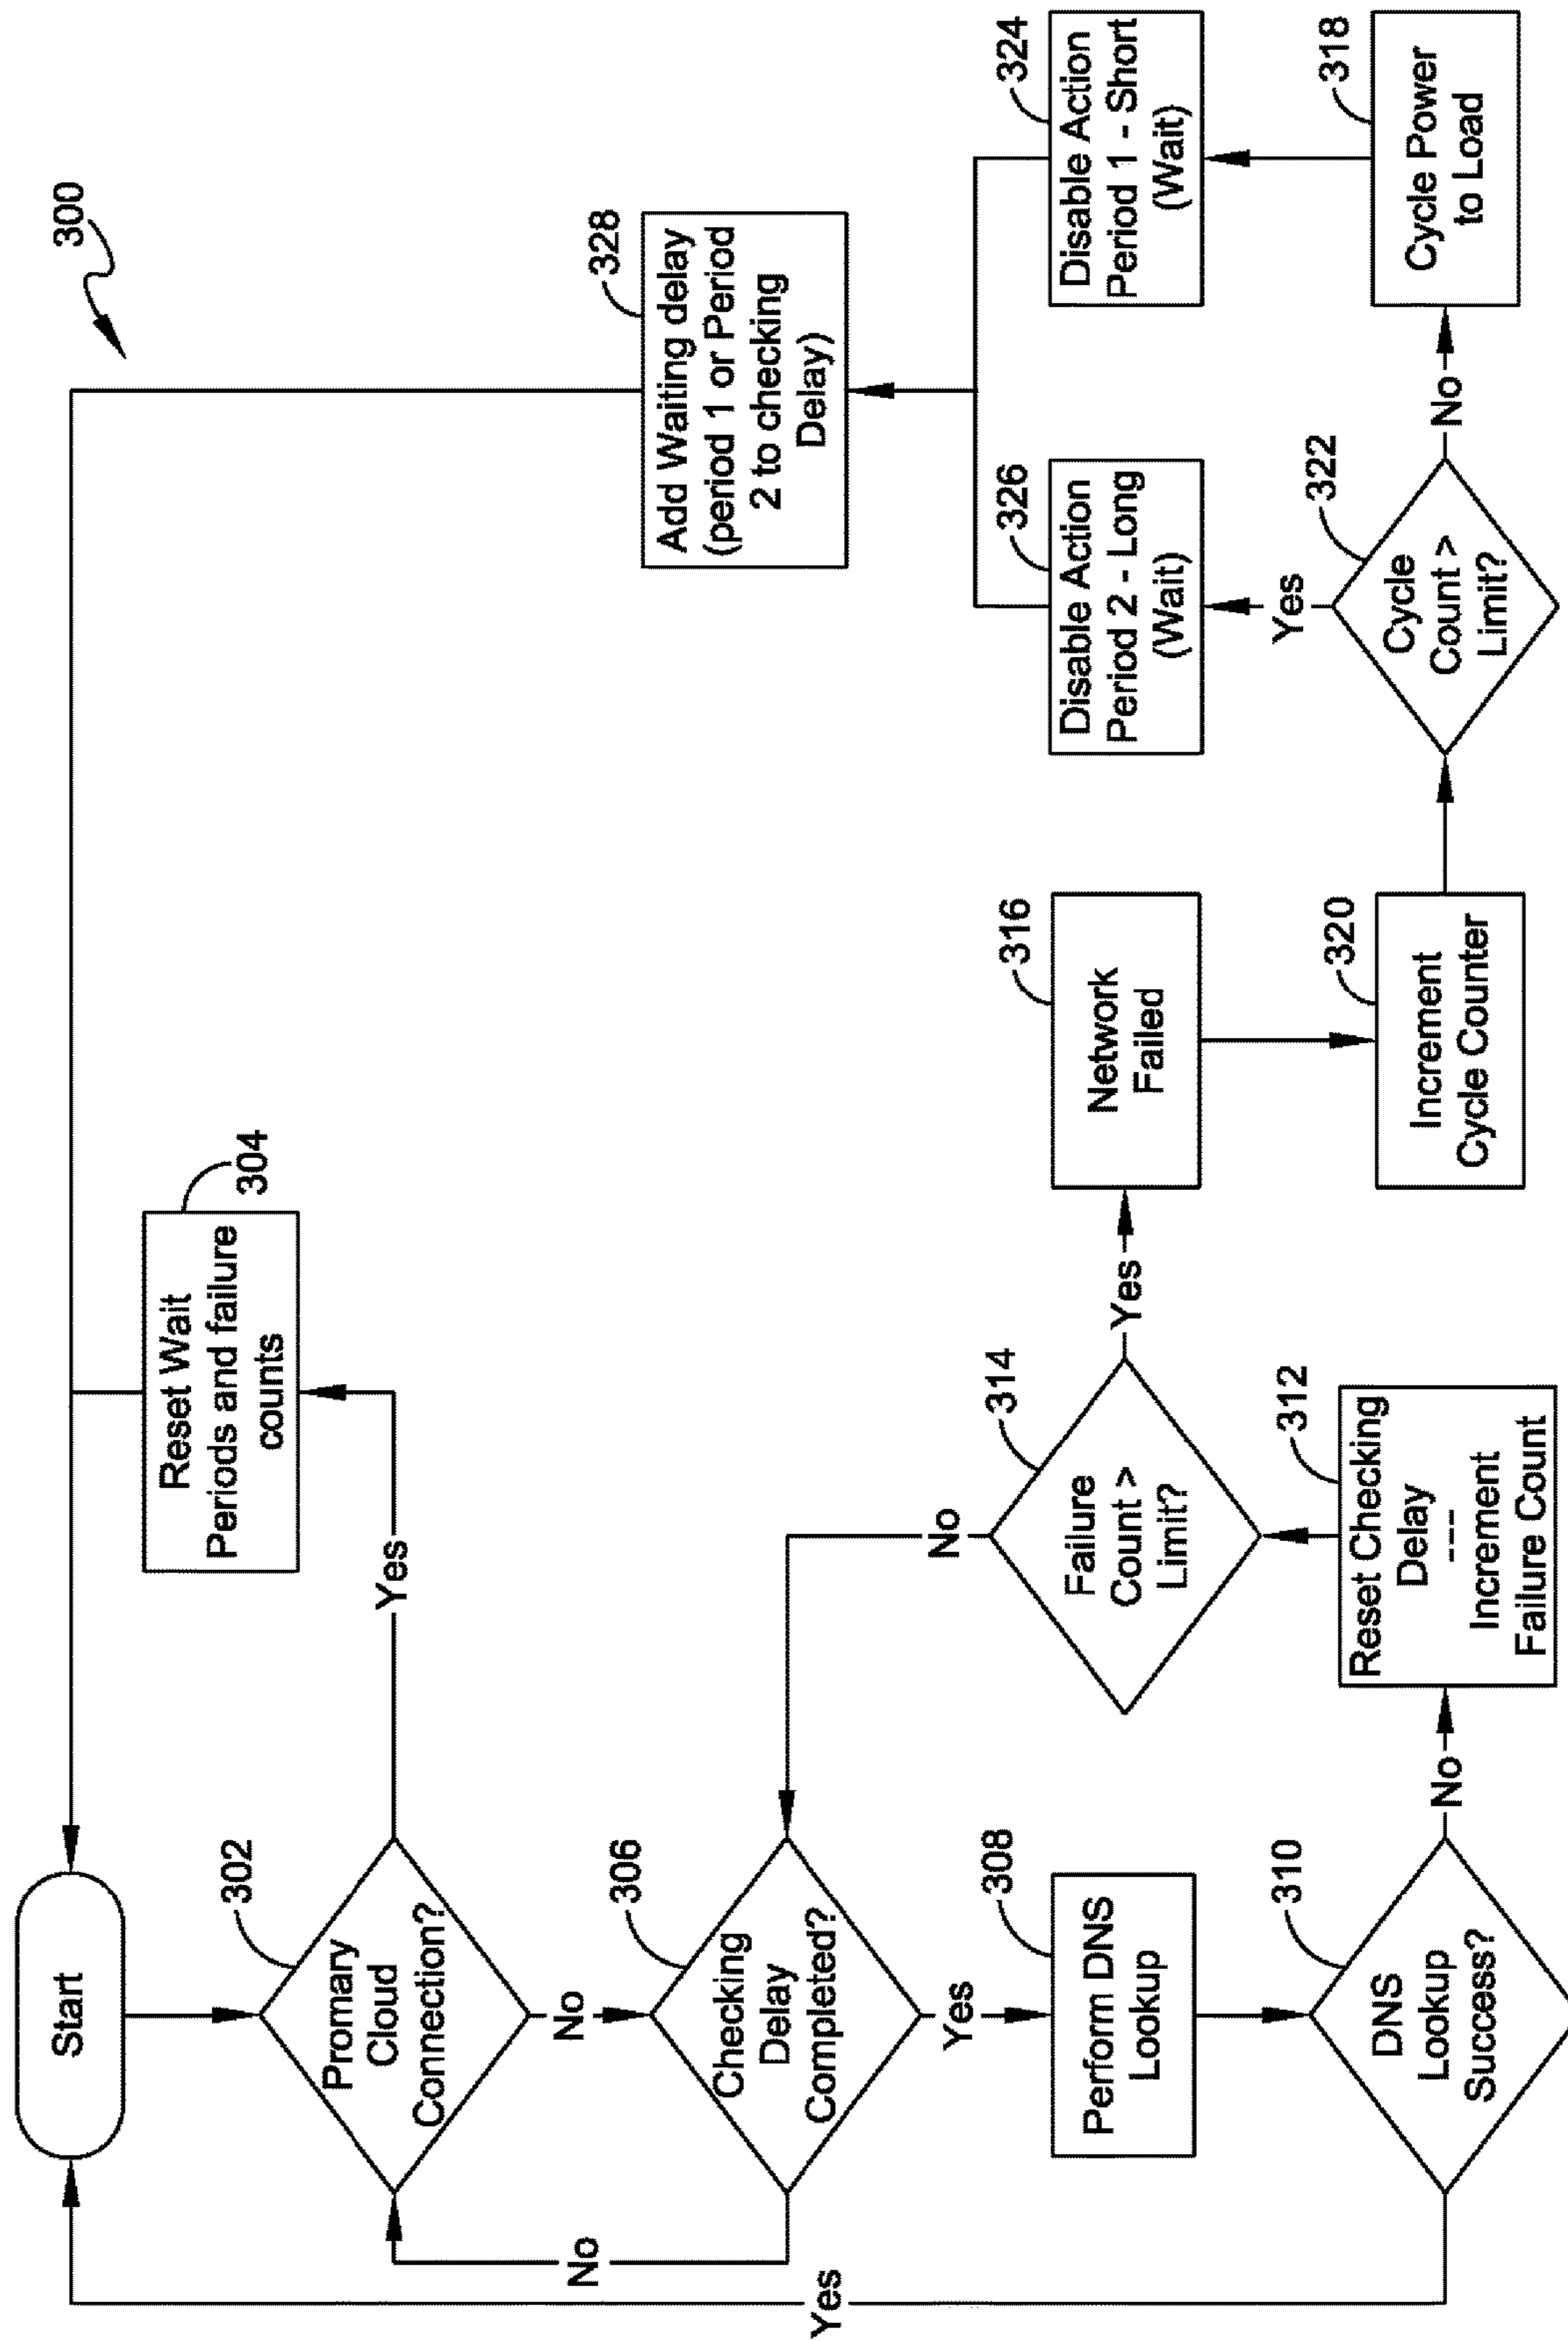 300
Start
302
Promary
Cloud
Connection?
Yes
304
Reset Wait
Periods and failure
counts
No
306
Checking
Delay
Completed?
No
Yes
308
Perform DNS
Lookup
310
DNS
Lookup
Success?
Yes
No
312
Reset Checking
Delay
---
Increment
Failure Count
314
Failure
Count >
Limit?
No
Yes
316
Network
Failed
320
Increment
Cycle Counter
322
Cycle
Count >
Limit?
Yes
No
318
Cycle Power
to Load
326
Disable Action
Period 2 - Long
(Wait)
324
Disable Action
Period 1 - Short
(Wait)
328
Add Waiting delay
(period 1 or Period
2 to checking
Delay)